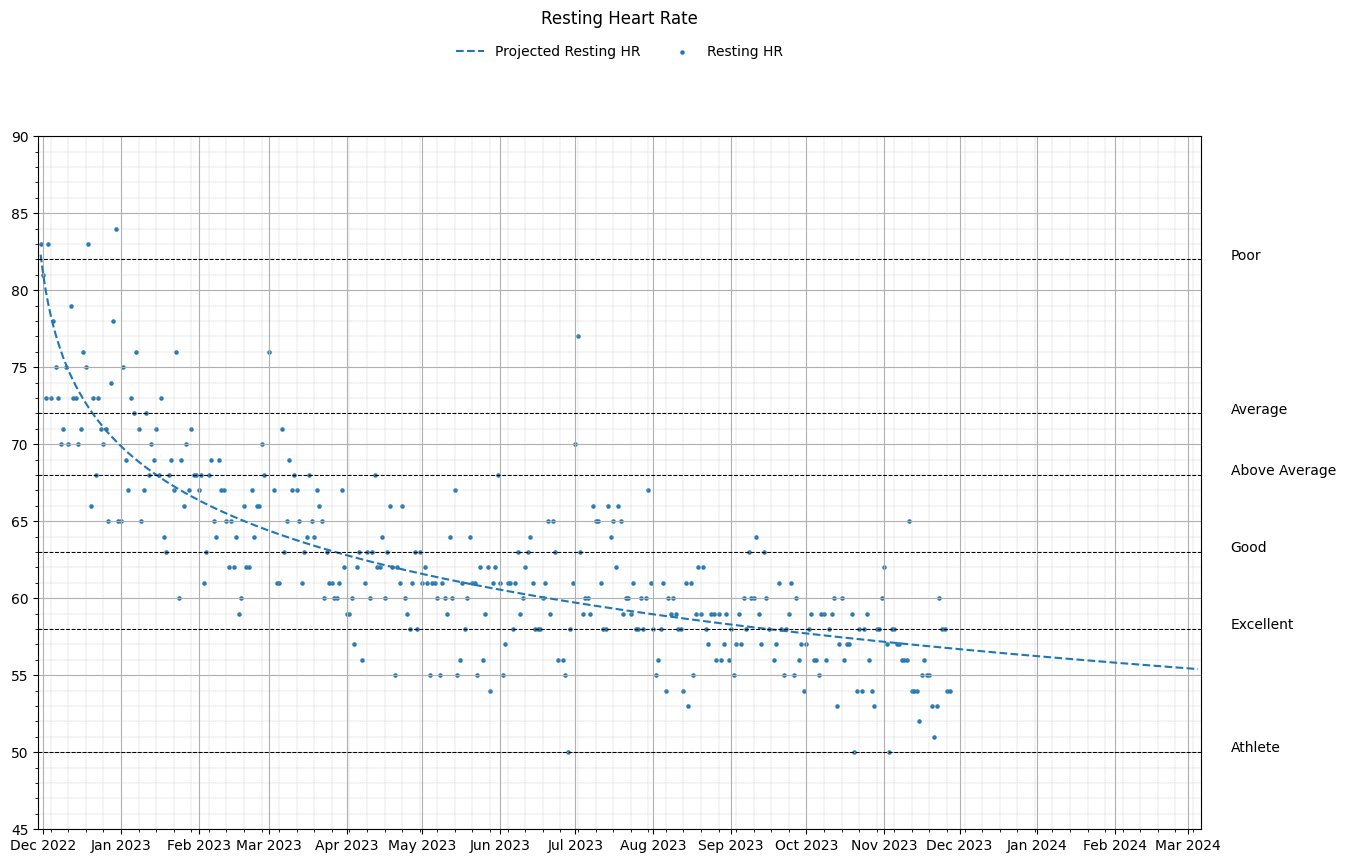 Resting Heart Rate
Projected Resting HR Resting HR
90
85
Poor
80
75
Average
70
Above Average
65
Good
60
Excellent
55
50
Athlete
45
Dec 2022 Jan 2023 Feb 2023 Mar 2023 Apr 2023 May 2023 Jun 2023 Jul 2023 Aug 2023 Sep 2023 Oct 2023 Nov 2023 Dec 2023 Jan 2024 Feb 2024 Mar 2024